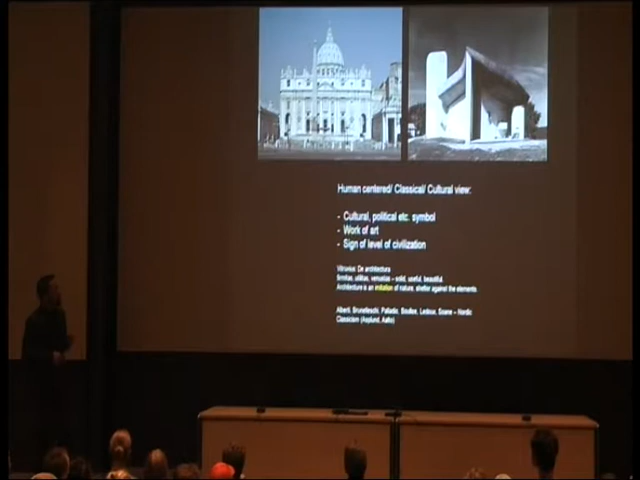 Human centered/ Classical/ Cultural view:
- Cultural, political etc. symbol
- Work of art
- Sign of level of civilization
Vitruvius: De architectura
firmitas, utilitas, venustas – solid, useful, beautiful.
Architecture is an imitation of nature, shelter against the elements
Alberti, Brunelleschi, Palladio, Boullee, Ledoux, Soane – Nordic
Classicism (Asplund, Aalto)